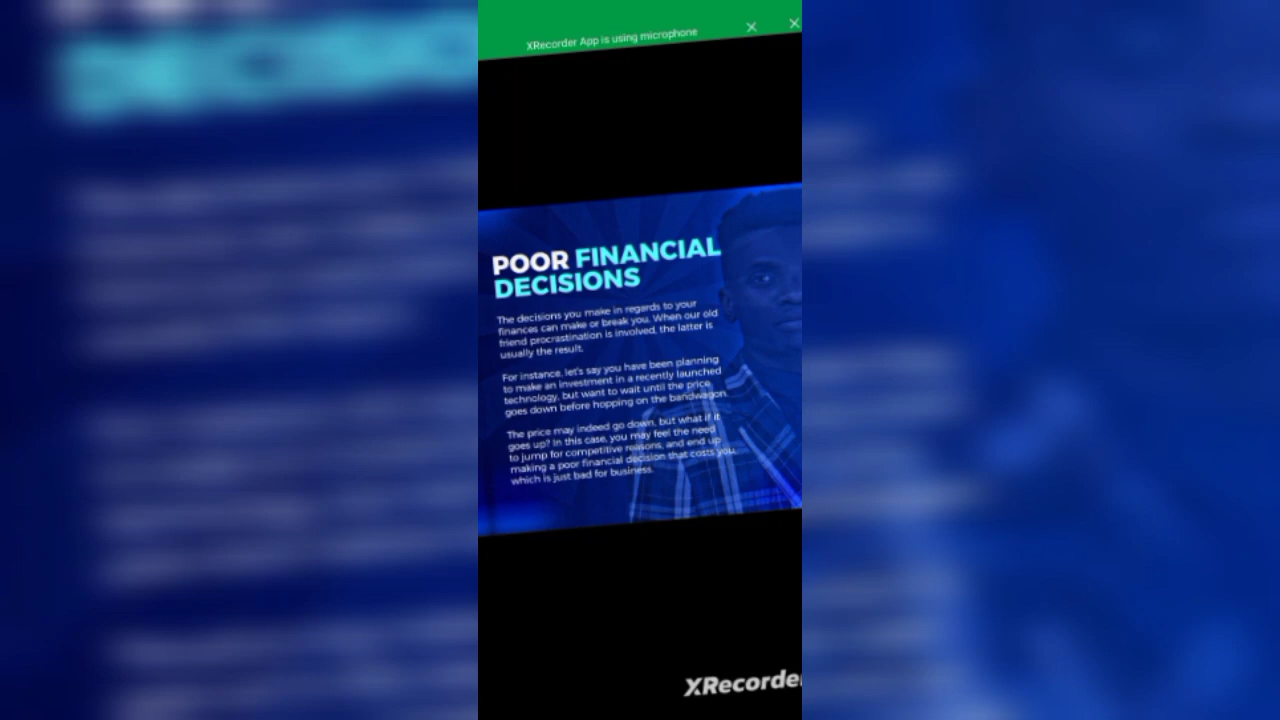 XRecorder App is using microphone
POOR FINANCIAL
DECISIONS
The decisions you make in regards to your
finances can make or break you. When our old
friend procrastination is involved, the latter is
usually the result.
For instance, let's say you have been planning
to make an investment in a recently launched
technology, but want to wait until the price
goes down before hopping on the bandwagon.
The price may indeed go down, but what if it
goes up? In this case, you may feel the need
to jump for competitive reasons, and end up
making a poor financial decision that costs you,
which is just bad for business.
XRecorder